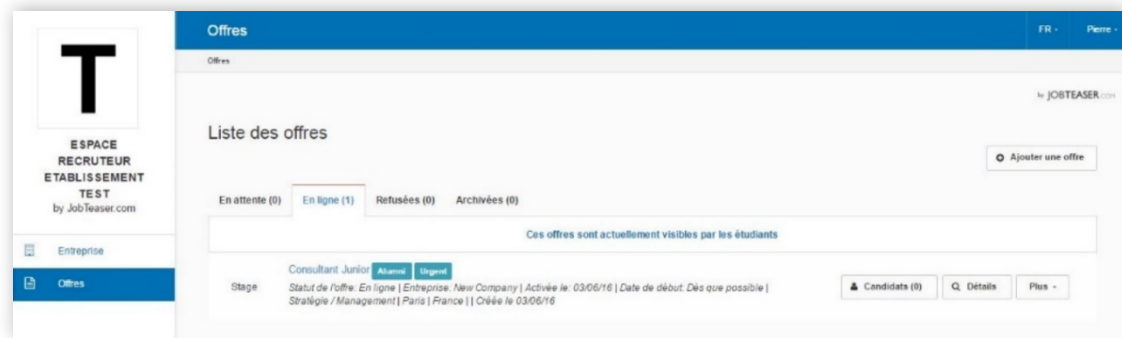 T
ESPACE
RECRUTEUR
ETABLISSEMENT
TEST
by JobTeaser.com
Entreprise
Offres
Offres
FR
Pierre
Offres
by JOBTEASER.COM
Liste des offres
Ajouter une offre
En attente (0) En ligne (1) Refusées (0) Archivées (0)
Ces offres sont actuellement visibles par les étudiants
Stage
Consultant Junior Alumni Urgent
Statut de l'offre: En ligne | Entreprise: New Company | Activée le: 03/06/16 | Date de début: Dès que possible |
Stratégie / Management | Paris | France | | Créée le 03/06/16
Candidats (0) Détails Plus